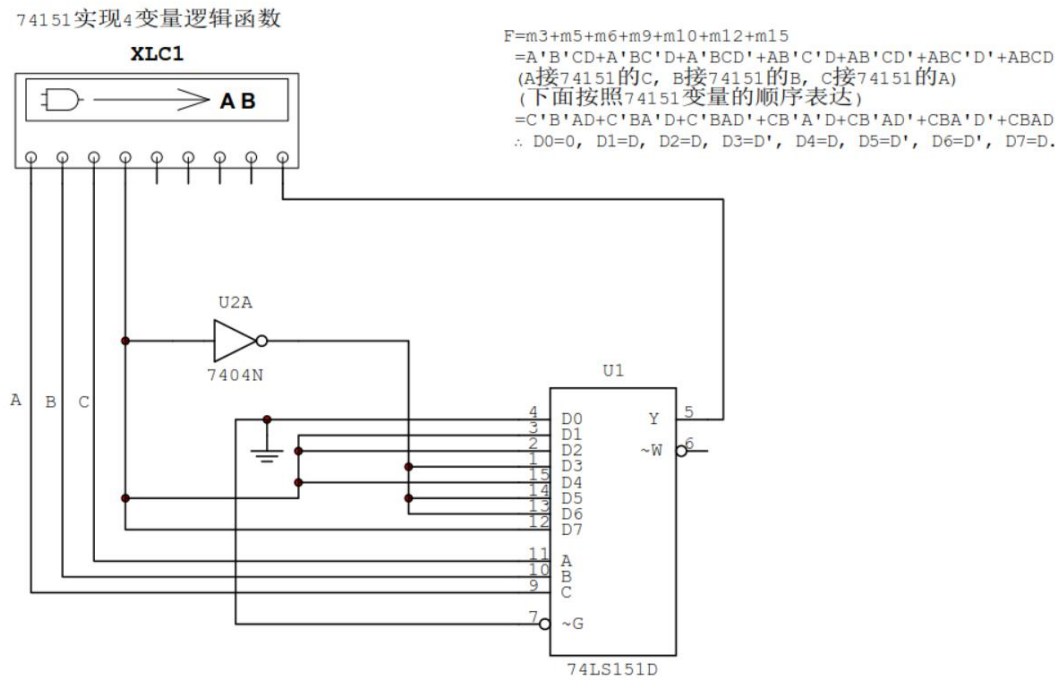 74151实现4变量逻辑函数
XLC1
A B
F=m3+m5+m6+m9+m10+m12+m15
=A'B'CD+A'BC'D+A'BCD'+AB'C'D+AB'CD'+ABC'D'+ABCD
(A接74151的C, B接74151的B, C接74151的A)
(下面按照74151变量的顺序表达)
=C'B'AD+C'BA'D+C'BAD'+CB'A'D+CB'AD'+CBA'D'+CBAD
∴ D0=0, D1=D, D2=D, D3=D', D4=D, D5=D', D6=D', D7=D.
U2A
7404N
A B C
U1
4 D0 Y 5
3 D1
2 D2 ~W 6
1 D3
15 D4
14 D5
13 D6
12 D7
11 A
10 B
9 C
7 ~G
74LS151D